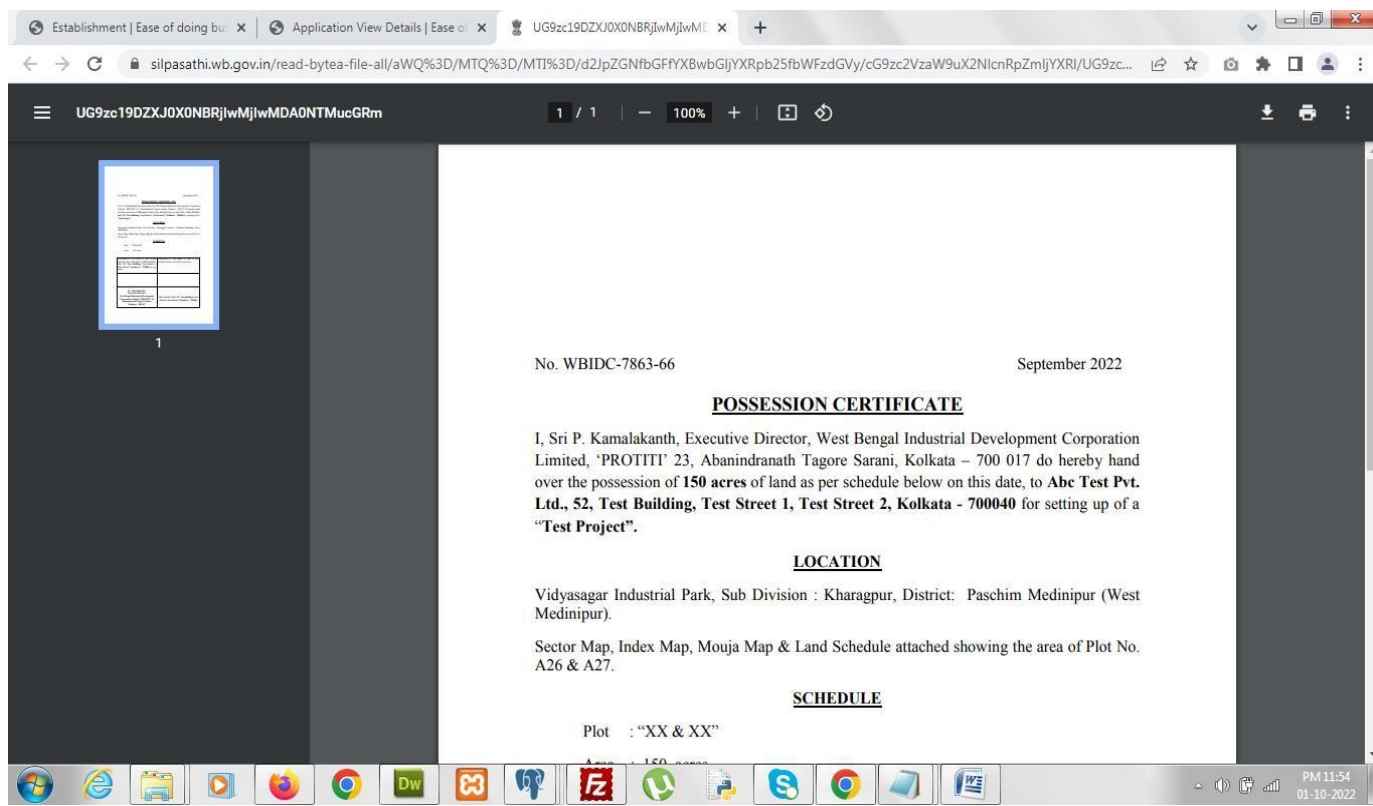 Establishment | Ease of doing bu
Application View Details | Ease of
UG9zc19DZXJ0X0NBRjIwMjIwMD
silpasathi.wb.gov.in/read-bytea-file-all/aWQ%3D/MTQ%3D/MTI%3D/d2JpZGNfbGFfYXBwbGljYXRpb25fbWFzdGVy/cG9zc2VzaW9uX2NlcnRpZmljYXRl/UG9zc...
UG9zc19DZXJ0X0NBRjIwMjIwMDA0NTMucGRm
1 / 1
100%
1
No. WBIDC-7863-66 September 2022
POSSESSION CERTIFICATE
I, Sri P. Kamalakanth, Executive Director, West Bengal Industrial Development Corporation
Limited, ‘PROTITI’ 23, Abanindranath Tagore Sarani, Kolkata – 700 017 do hereby hand
over the possession of 150 acres of land as per schedule below on this date, to Abc Test Pvt.
Ltd., 52, Test Building, Test Street 1, Test Street 2, Kolkata - 700040 for setting up of a
“Test Project”.
LOCATION
Vidyasagar Industrial Park, Sub Division : Kharagpur, District: Paschim Medinipur (West
Medinipur).
Sector Map, Index Map, Mouja Map & Land Schedule attached showing the area of Plot No.
A26 & A27.
SCHEDULE
Plot : “XX & XX”
Area : 150 acres
Dw
PM 11:54
01-10-2022